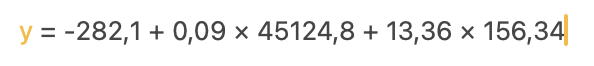 y = -282,1 + 0,09 × 45124,8 + 13,36 × 156,34